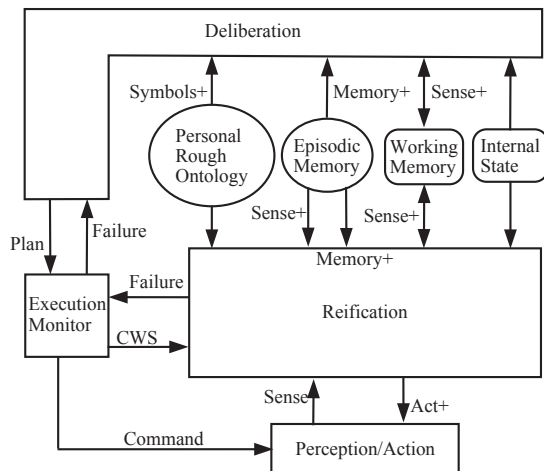 Deliberation
Symbols+
Memory+
Sense+
Personal
Rough
Ontology
Episodic
Memory
Working
Memory
Internal
State
Sense+
Sense+
Plan
Failure
Memory+
Execution
Monitor
Failure
Reification
CWS
Sense
Act+
Command
Perception/Action